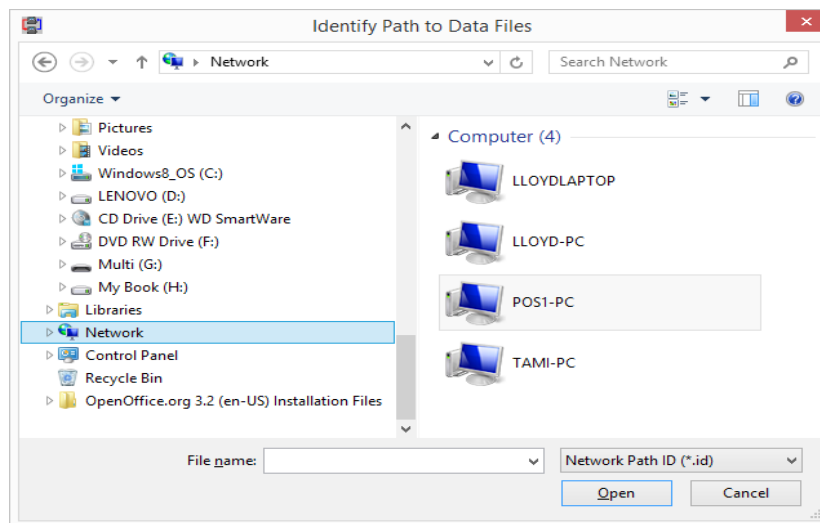 Identify Path to Data Files
Network
Search Network
Organize
Pictures
Videos
Windows8_OS (C:)
LENOVO (D:)
CD Drive (E:) WD SmartWare
DVD RW Drive (F:)
Multi (G:)
My Book (H:)
Libraries
Network
Control Panel
Recycle Bin
OpenOffice.org 3.2 (en-US) Installation Files
Computer (4)
LLOYDLAPTOP
LLOYD-PC
POS1-PC
TAMI-PC
File name:
Network Path ID (*.id)
Open
Cancel